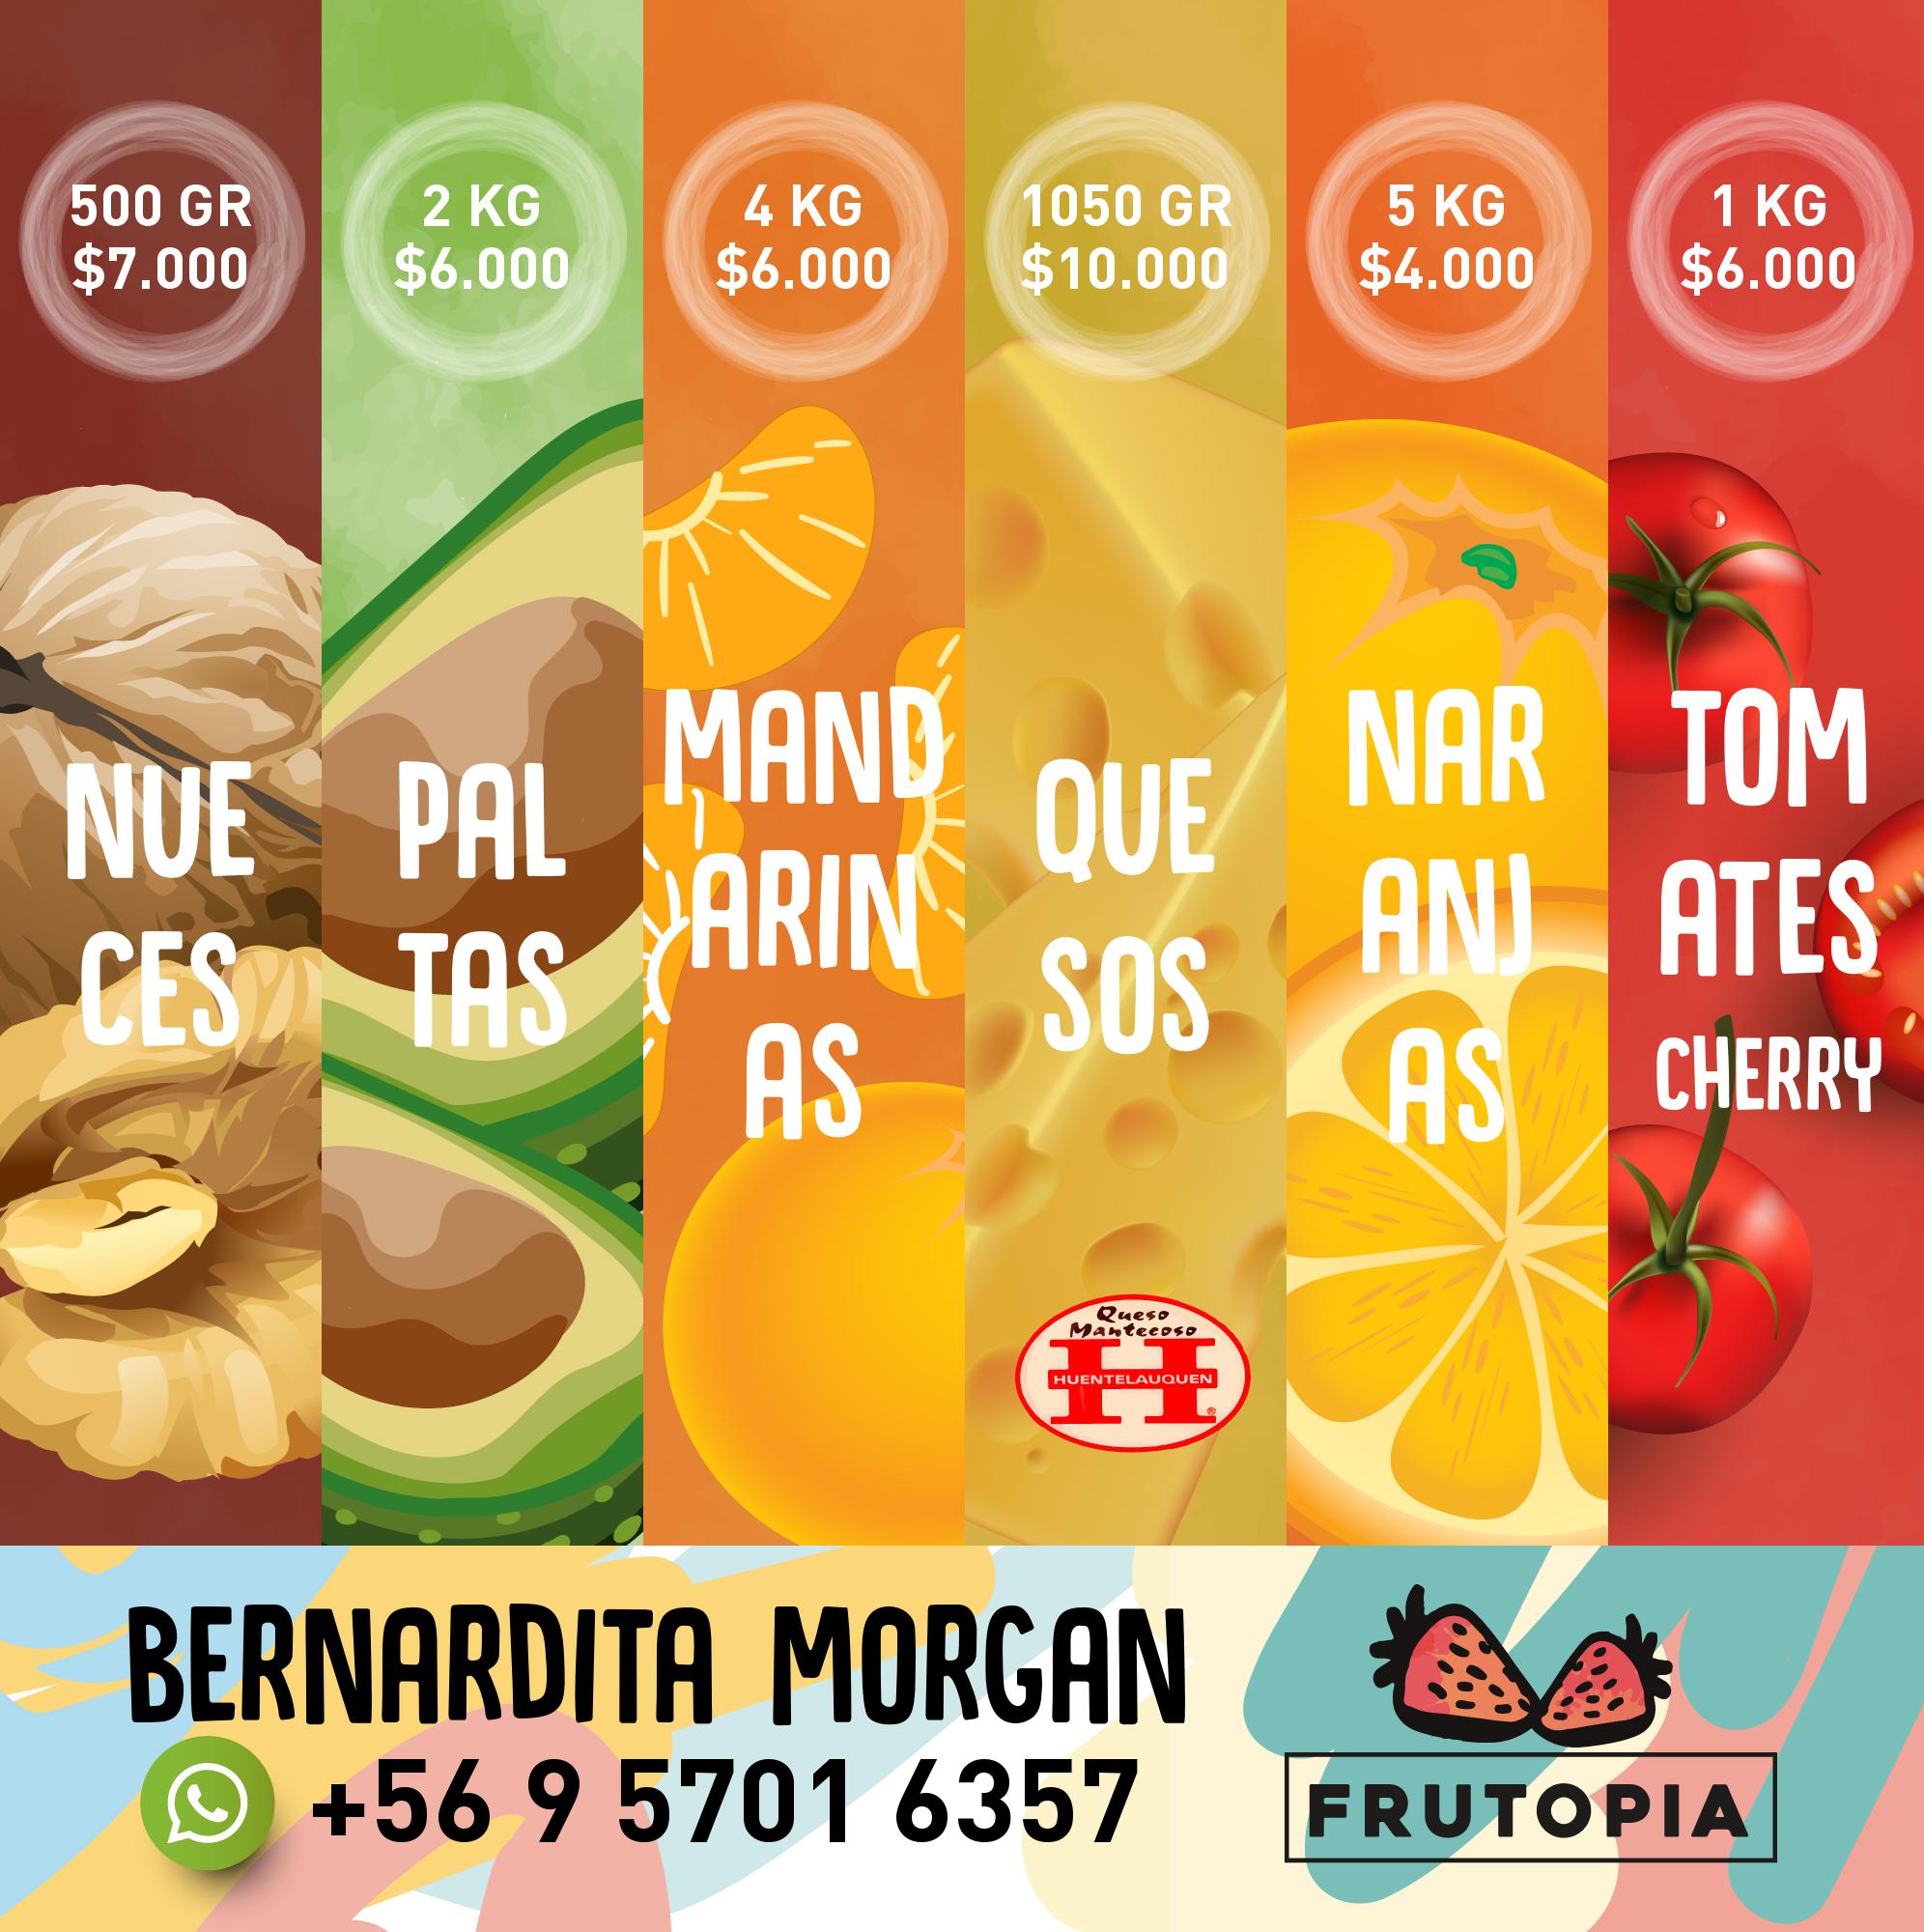 500 GR
$7.000
NUE
CES
2 KG
$6.000
PAL
TAS
4 KG
$6.000
MAND
ARIN
AS
1050 GR
$10.000
QUE
SOS
Queso
Mantecoso
H
HUENTELAUQUEN
®
5 KG
$4.000
NAR
ANJ
AS
1 KG
$6.000
TOM
ATES
CHERRY
BERNARDITA MORGAN
+56 9 5701 6357
FRUTOPIA